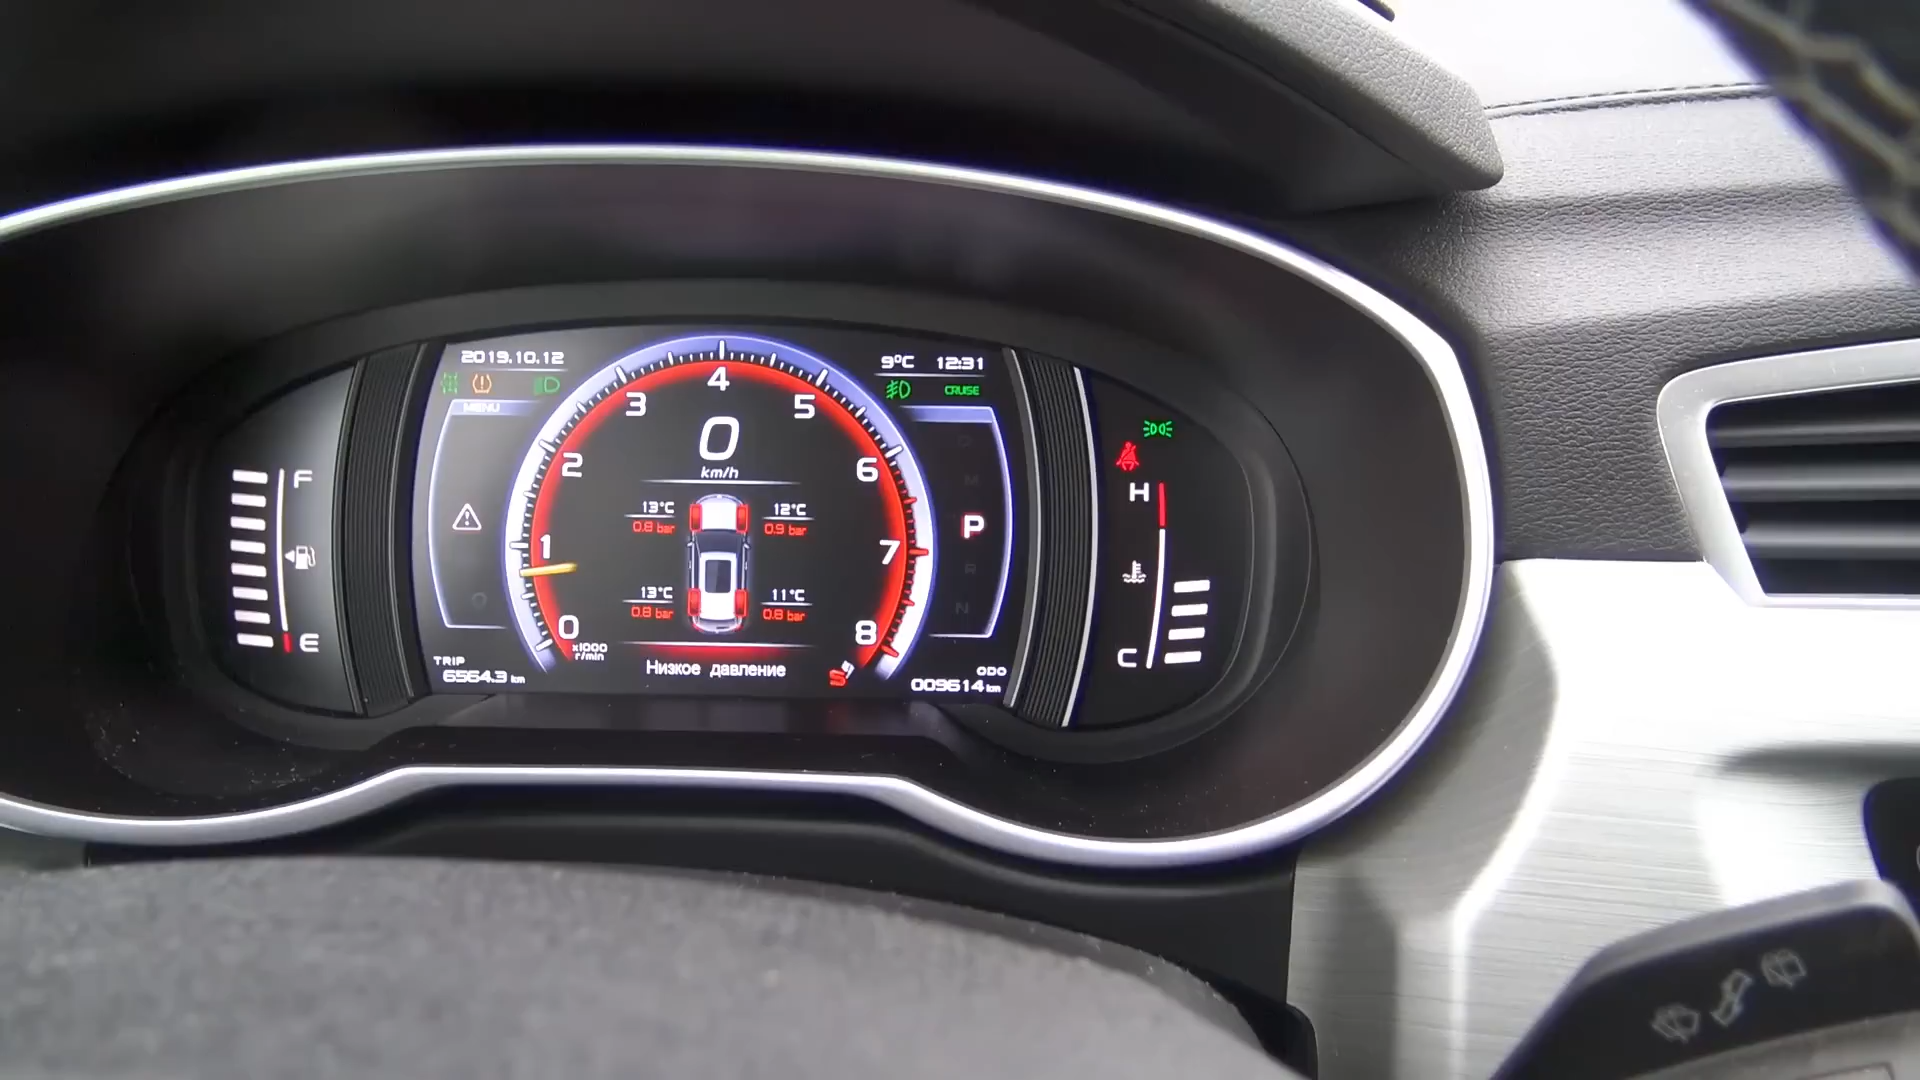 2019.10.12
9°C 12:31
CRUISE
MENU
4
3
5
0
2
6
km/h
F
H
13°C
12°C
0.8 bar
0.9 bar
P
1
7
R
13°C
11°C
0.8 bar
0.8 bar
N
0
8
E
x1000
r/min
C
TRIP
Низкое давление
ODO
6564.3 km
009614 km